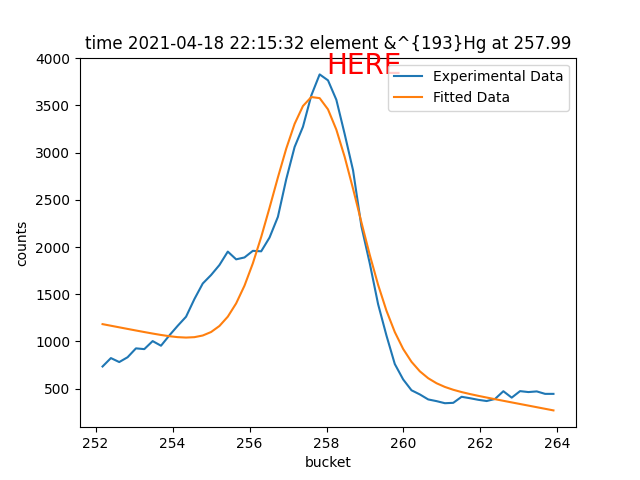 time 2021-04-18 22:15:32 element &^{193}Hg at 257.99
HERE
Experimental Data
Fitted Data
4000
3500
3000
2500
2000
1500
1000
500
counts
252 254 256 258 260 262 264
bucket